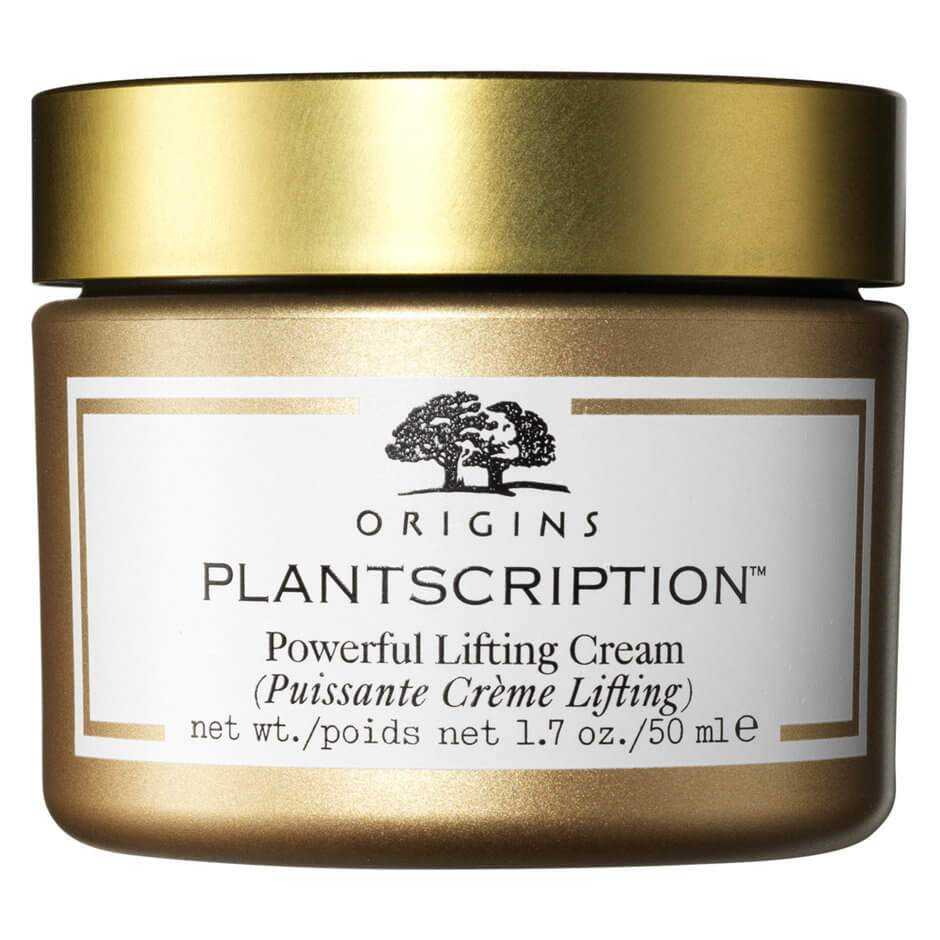 ORIGINS
PLANTSCRIPTION™
Powerful Lifting Cream
(Puissante Crème Lifting)
net wt./poids net 1.7 oz./50 ml℮